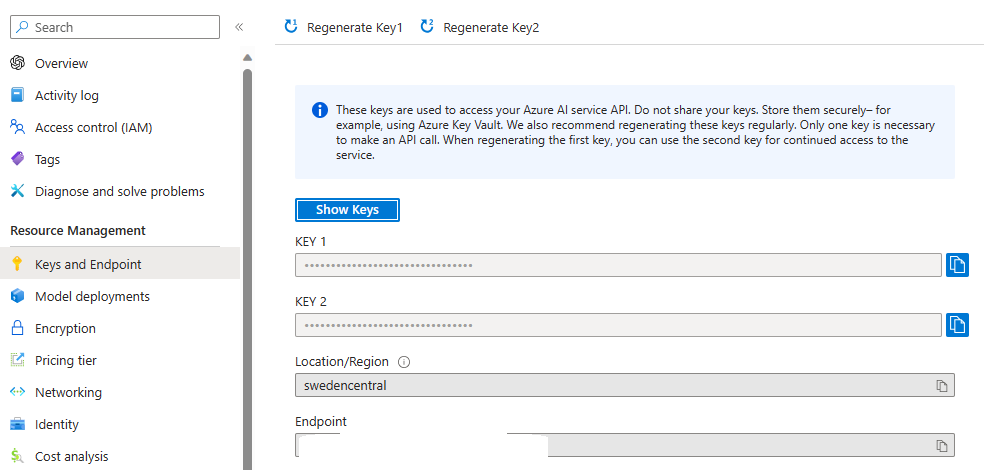 Search
«
Overview
Activity log
Access control (IAM)
Tags
Diagnose and solve problems
Resource Management
Keys and Endpoint
Model deployments
Encryption
Pricing tier
Networking
Identity
Cost analysis
Regenerate Key1
Regenerate Key2
These keys are used to access your Azure AI service API. Do not share your keys. Store them securely– for
example, using Azure Key Vault. We also recommend regenerating these keys regularly. Only one key is necessary
to make an API call. When regenerating the first key, you can use the second key for continued access to the
service.
Show Keys
KEY 1
••••••••••••••••••••••••••••••••
KEY 2
••••••••••••••••••••••••••••••••
Location/Region
swedencentral
Endpoint